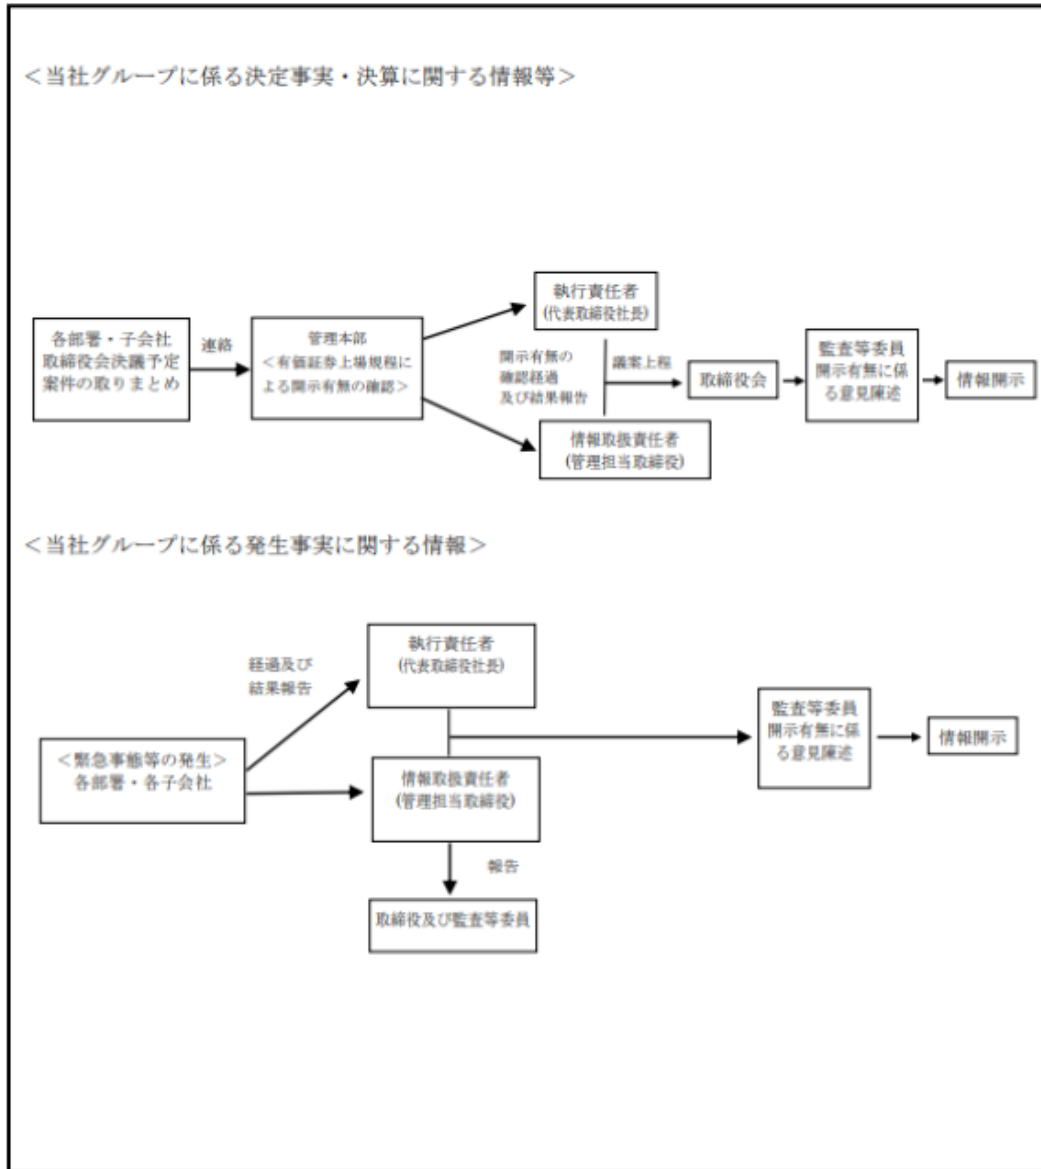 ＜当社グループに係る決定事実・決算に関する情報等＞
各部署・子会社
取締役会決議予定
案件の取りまとめ
連絡
管理本部
＜有価証券上場規程に
よる開示有無の確認＞
執行責任者
(代表取締役社長)
開示有無の
確認経過
及び結果報告
議案上程
情報取扱責任者
(管理担当取締役)
取締役会
監査等委員
開示有無に係
る意見陳述
情報開示
＜当社グループに係る発生事実に関する情報＞
＜緊急事態等の発生＞
各部署・各子会社
経過及び
結果報告
執行責任者
(代表取締役社長)
情報取扱責任者
(管理担当取締役)
報告
取締役及び監査等委員
監査等委員
開示有無に係
る意見陳述
情報開示